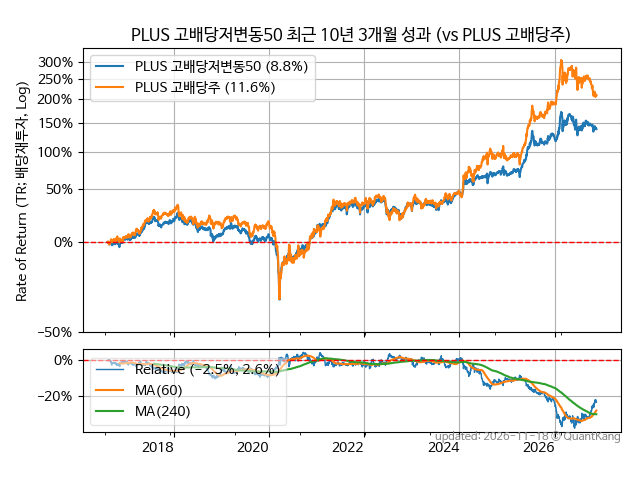 PLUS 고배당저변동50 최근 10년 3개월 성과 (vs PLUS 고배당주)
Rate of Return (TR: 배당재투자, Log)
300%
250%
200%
150%
100%
50%
0%
−50%
PLUS 고배당저변동50 (8.8%)
PLUS 고배당주 (11.6%)
0%
−20%
Relative (−2.5%, 2.6%)
MA(60)
MA(240)
2018
2020
2022
2024
2026
updated: 2026-11-18 © QuantKang